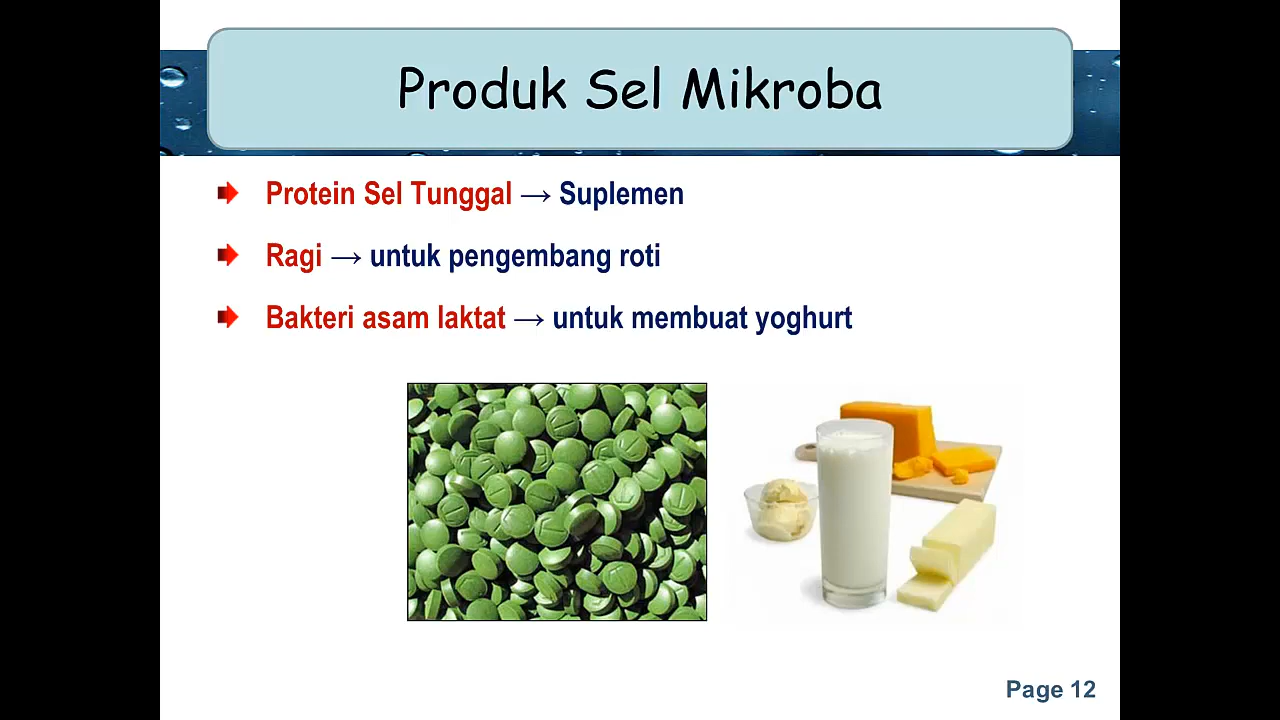 Produk Sel Mikroba
Protein Sel Tunggal → Suplemen
Ragi → untuk pengembang roti
Bakteri asam laktat → untuk membuat yoghurt
Page 12